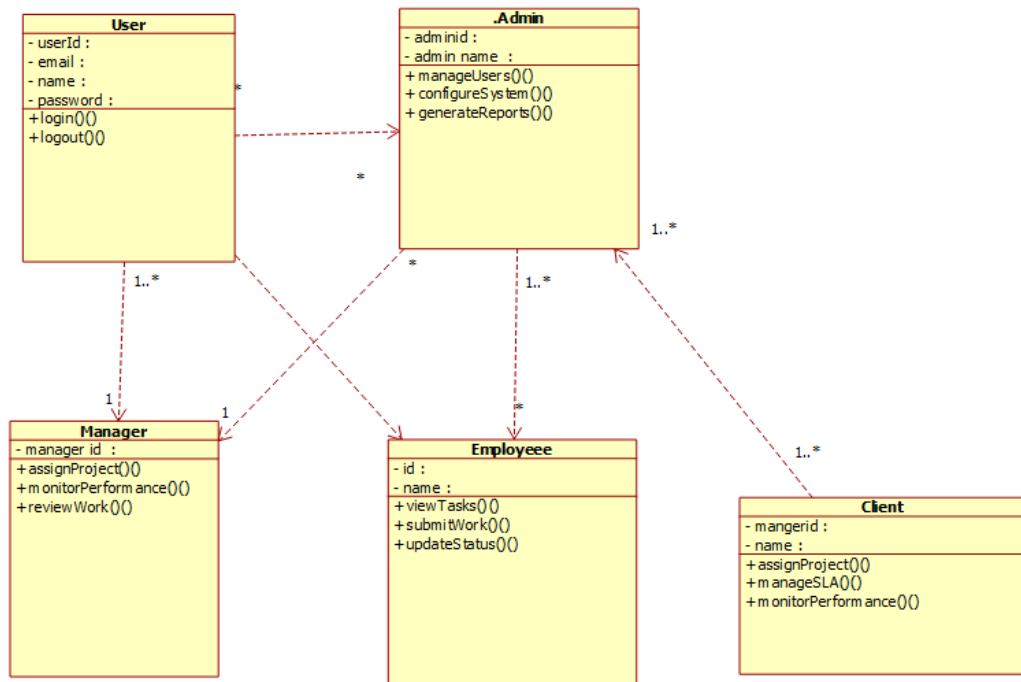 User
- userId :
- email :
- name :
- password :
+login()()
+logout()()
*
.Admin
- adminid :
- admin name :
+manageUsers()()
+configureSystem()()
+generateReports()()
*
1..*
*
1..*
1..*
1
1
*
1..*
Manager
- manager id :
+assignProject()()
+monitorPerformance()()
+reviewWork()()
Employeee
- id :
- name :
+viewTasks()()
+submitWork()()
+updateStatus()()
Client
- mangerid :
- name :
+assignProject()()
+manageSLA()()
+monitorPerformance()()